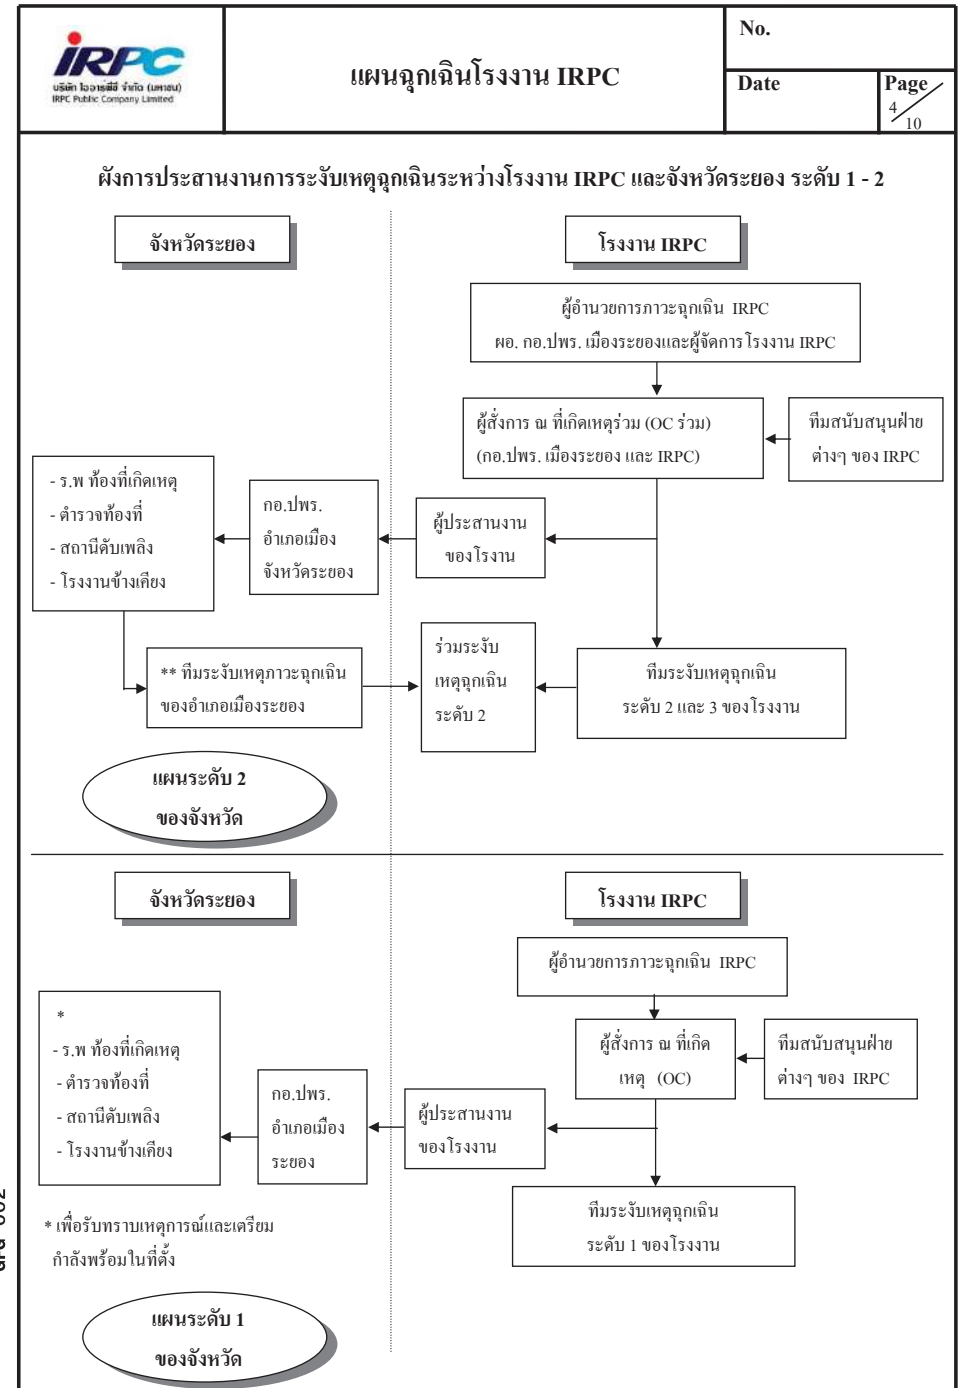 IRPC
บริษัท ไออาร์พีซี จำกัด (มหาชน)
IRPC Public Company Limited
แผนฉุกเฉินโรงงาน IRPC
No.
Date
Page
4
10
ผังการประสานงานการระงับเหตุฉุกเฉินระหว่างโรงงาน IRPC และจังหวัดระยอง ระดับ 1 - 2
จังหวัดระยอง
โรงงาน IRPC
ผู้อำนวยการภาวะฉุกเฉิน IRPC
ผอ. กอ.ปพร. เมืองระยองและผู้จัดการโรงงาน IRPC
ผู้สั่งการ ณ ที่เกิดเหตุร่วม (OC ร่วม)
(กอ.ปพร. เมืองระยอง และ IRPC)
ทีมสนับสนุนฝ่าย
ต่างๆ ของ IRPC
- ร.พ ท้องที่เกิดเหตุ
- ตำรวจท้องที่
- สถานีดับเพลิง
- โรงงานข้างเคียง
กอ.ปพร.
อำเภอเมือง
จังหวัดระยอง
ผู้ประสานงาน
ของโรงาน
** ทีมระงับเหตุภาวะฉุกเฉิน
ของอำเภอเมืองระยอง
ร่วมระงับ
เหตุฉุกเฉิน
ระดับ 2
ทีมระงับเหตุฉุกเฉิน
ระดับ 2 และ 3 ของโรงงาน
แผนระดับ 2
ของจังหวัด
จังหวัดระยอง
โรงงาน IRPC
ผู้อำนวยการภาวะฉุกเฉิน IRPC
ผู้สั่งการ ณ ที่เกิด
เหตุ (OC)
ทีมสนับสนุนฝ่าย
ต่างๆ ของ IRPC
*
- ร.พ ท้องที่เกิดเหตุ
- ตำรวจท้องที่
- สถานีดับเพลิง
- โรงงานข้างเคียง
กอ.ปพร.
อำเภอเมือง
ระยอง
ผู้ประสานงาน
ของโรงงาน
ทีมระงับเหตุฉุกเฉิน
ระดับ 1 ของโรงงาน
* เพื่อรับทราบเหตุการณ์และเตรียม
กำลังพร้อมในที่ตั้ง
แผนระดับ 1
ของจังหวัด